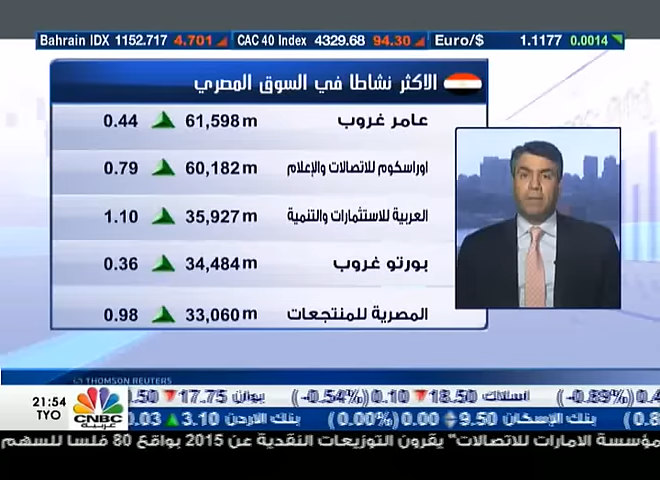 Bahrain IDX 1152.717 4.701 CAC 40 Index 4329.68 94.30 Euro/$ 1.1177 0.0014
الاكثر نشاطا في السوق المصري
عامر غروب 61,598m 0.44
اوراسكوم للاتصالات والإعلام 60,182m 0.79
العربية للاستثمارات والتنمية 35,927m 1.10
بورتو غروب 34,484m 0.36
المصرية للمنتجعات 33,060m 0.98
THOMSON REUTERS
21:54
TYO
CNBC
عربية
(-0.89%) اسلاك 18.50 0.10 (-0.54%) بوبان 17.75 .50
بنك الإسكان 9.50 0.00 (0.00%) بنك الاردن 3.10 0.03
مؤسسة الامارات للاتصالات" يقرون التوزيعات النقدية عن 2015 بواقع 80 فلسا للسهم